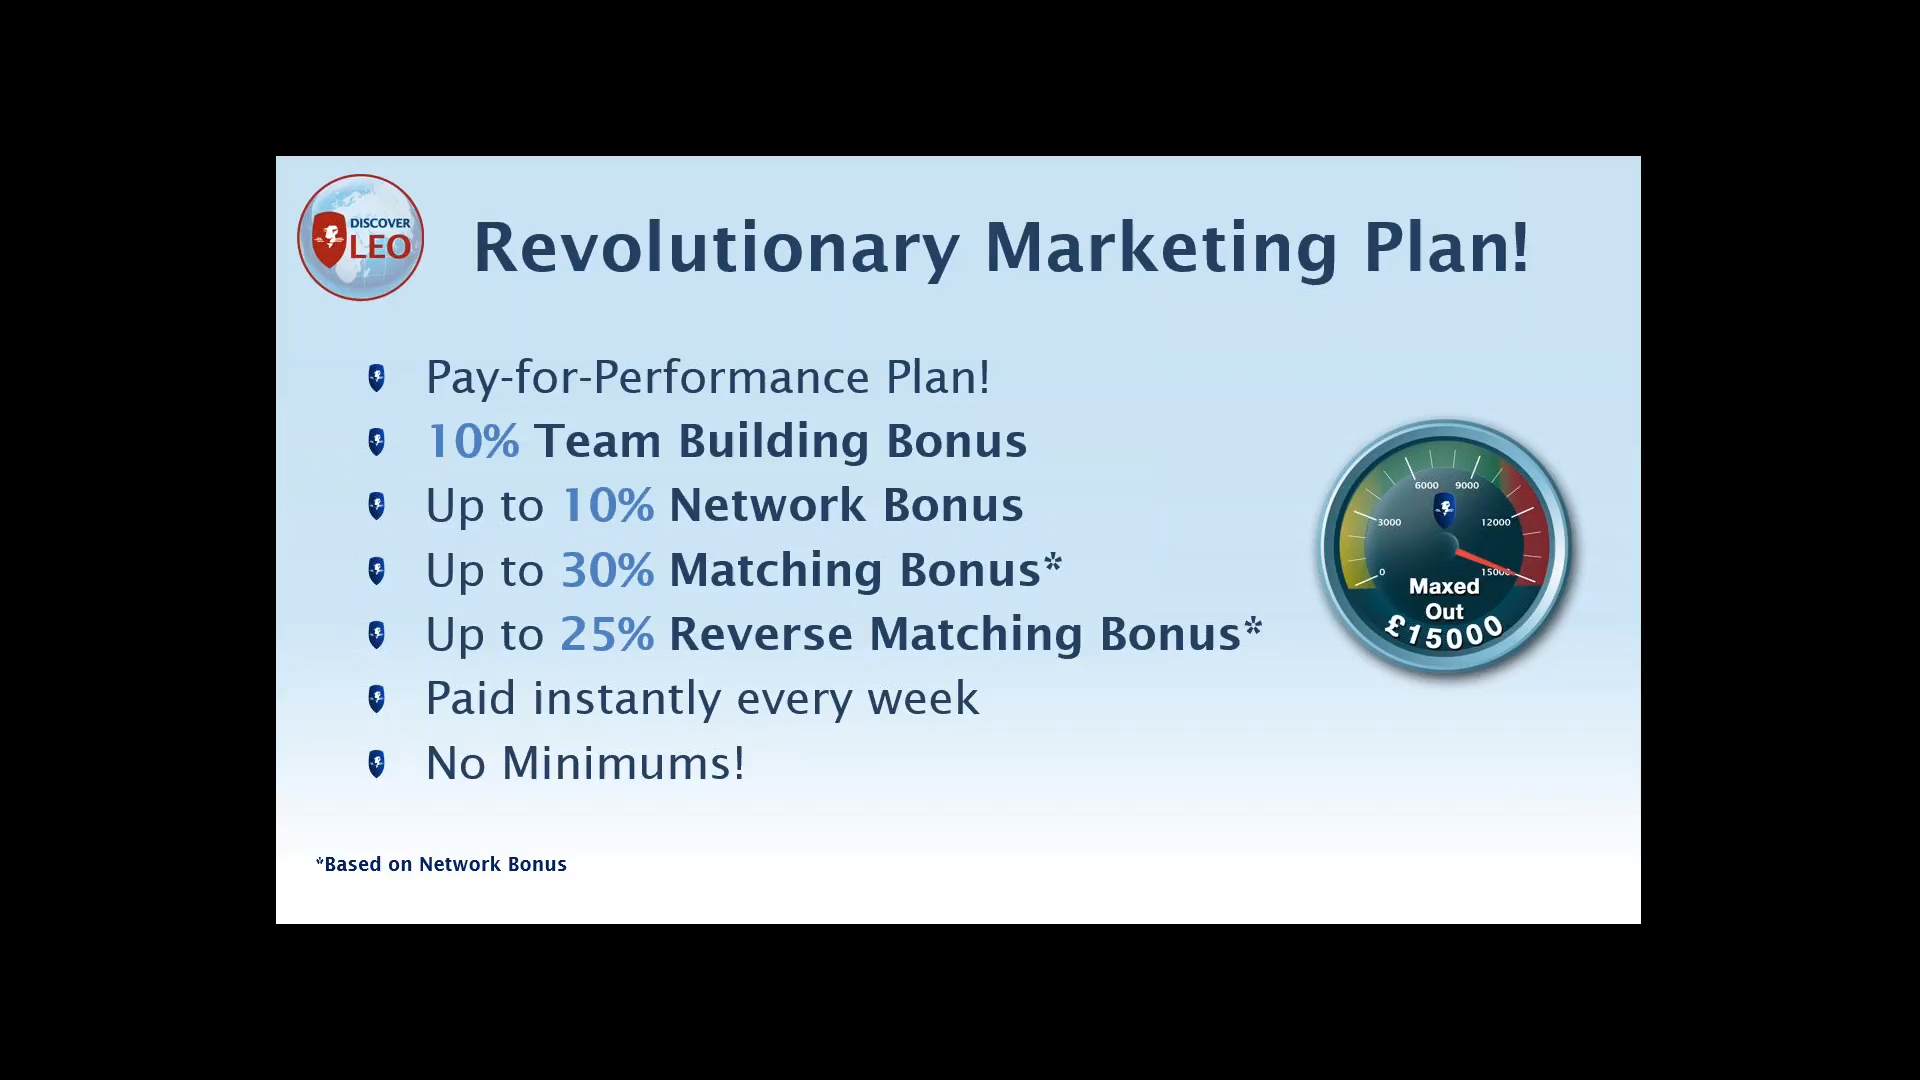 DISCOVER
LEO
Revolutionary Marketing Plan!
Pay-for-Performance Plan!
10% Team Building Bonus
Up to 10% Network Bonus
Up to 30% Matching Bonus*
Up to 25% Reverse Matching Bonus*
Paid instantly every week
No Minimums!
6000 9000
3000 12000
0 15000
Maxed
Out
£15000
*Based on Network Bonus